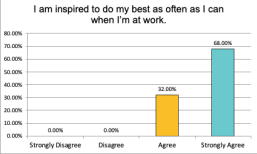 I am inspired to do my best as often as I can
when I'm at work.
80.00%
70.00%
60.00%
50.00%
40.00%
30.00%
20.00%
10.00%
0.00%
0.00%
0.00%
32.00%
68.00%
Strongly Disagree
Disagree
Agree
Strongly Agree